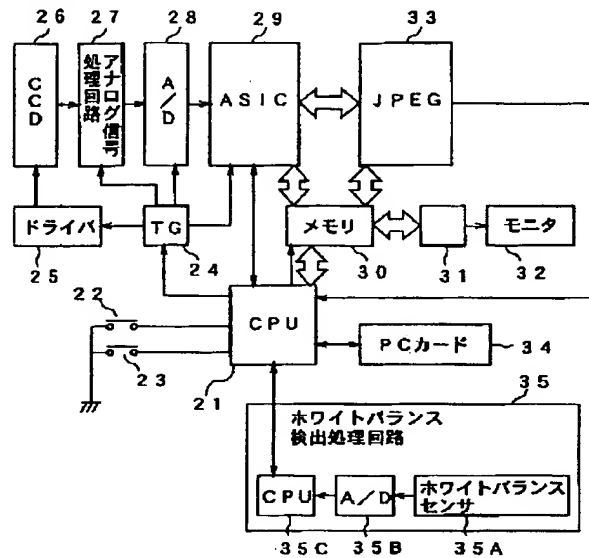 26 27 28 29 33
CCD
アナログ信号
処理回路
A/D
ASIC
JPEG
ドライバ
TG
メモリ
モニタ
25 24 30 31 32
22
CPU
PCカード
34
23
21
35
ホワイトバランス
検出処理回路
CPU
A/D
ホワイトバランス
センサ
35C 35B 35A